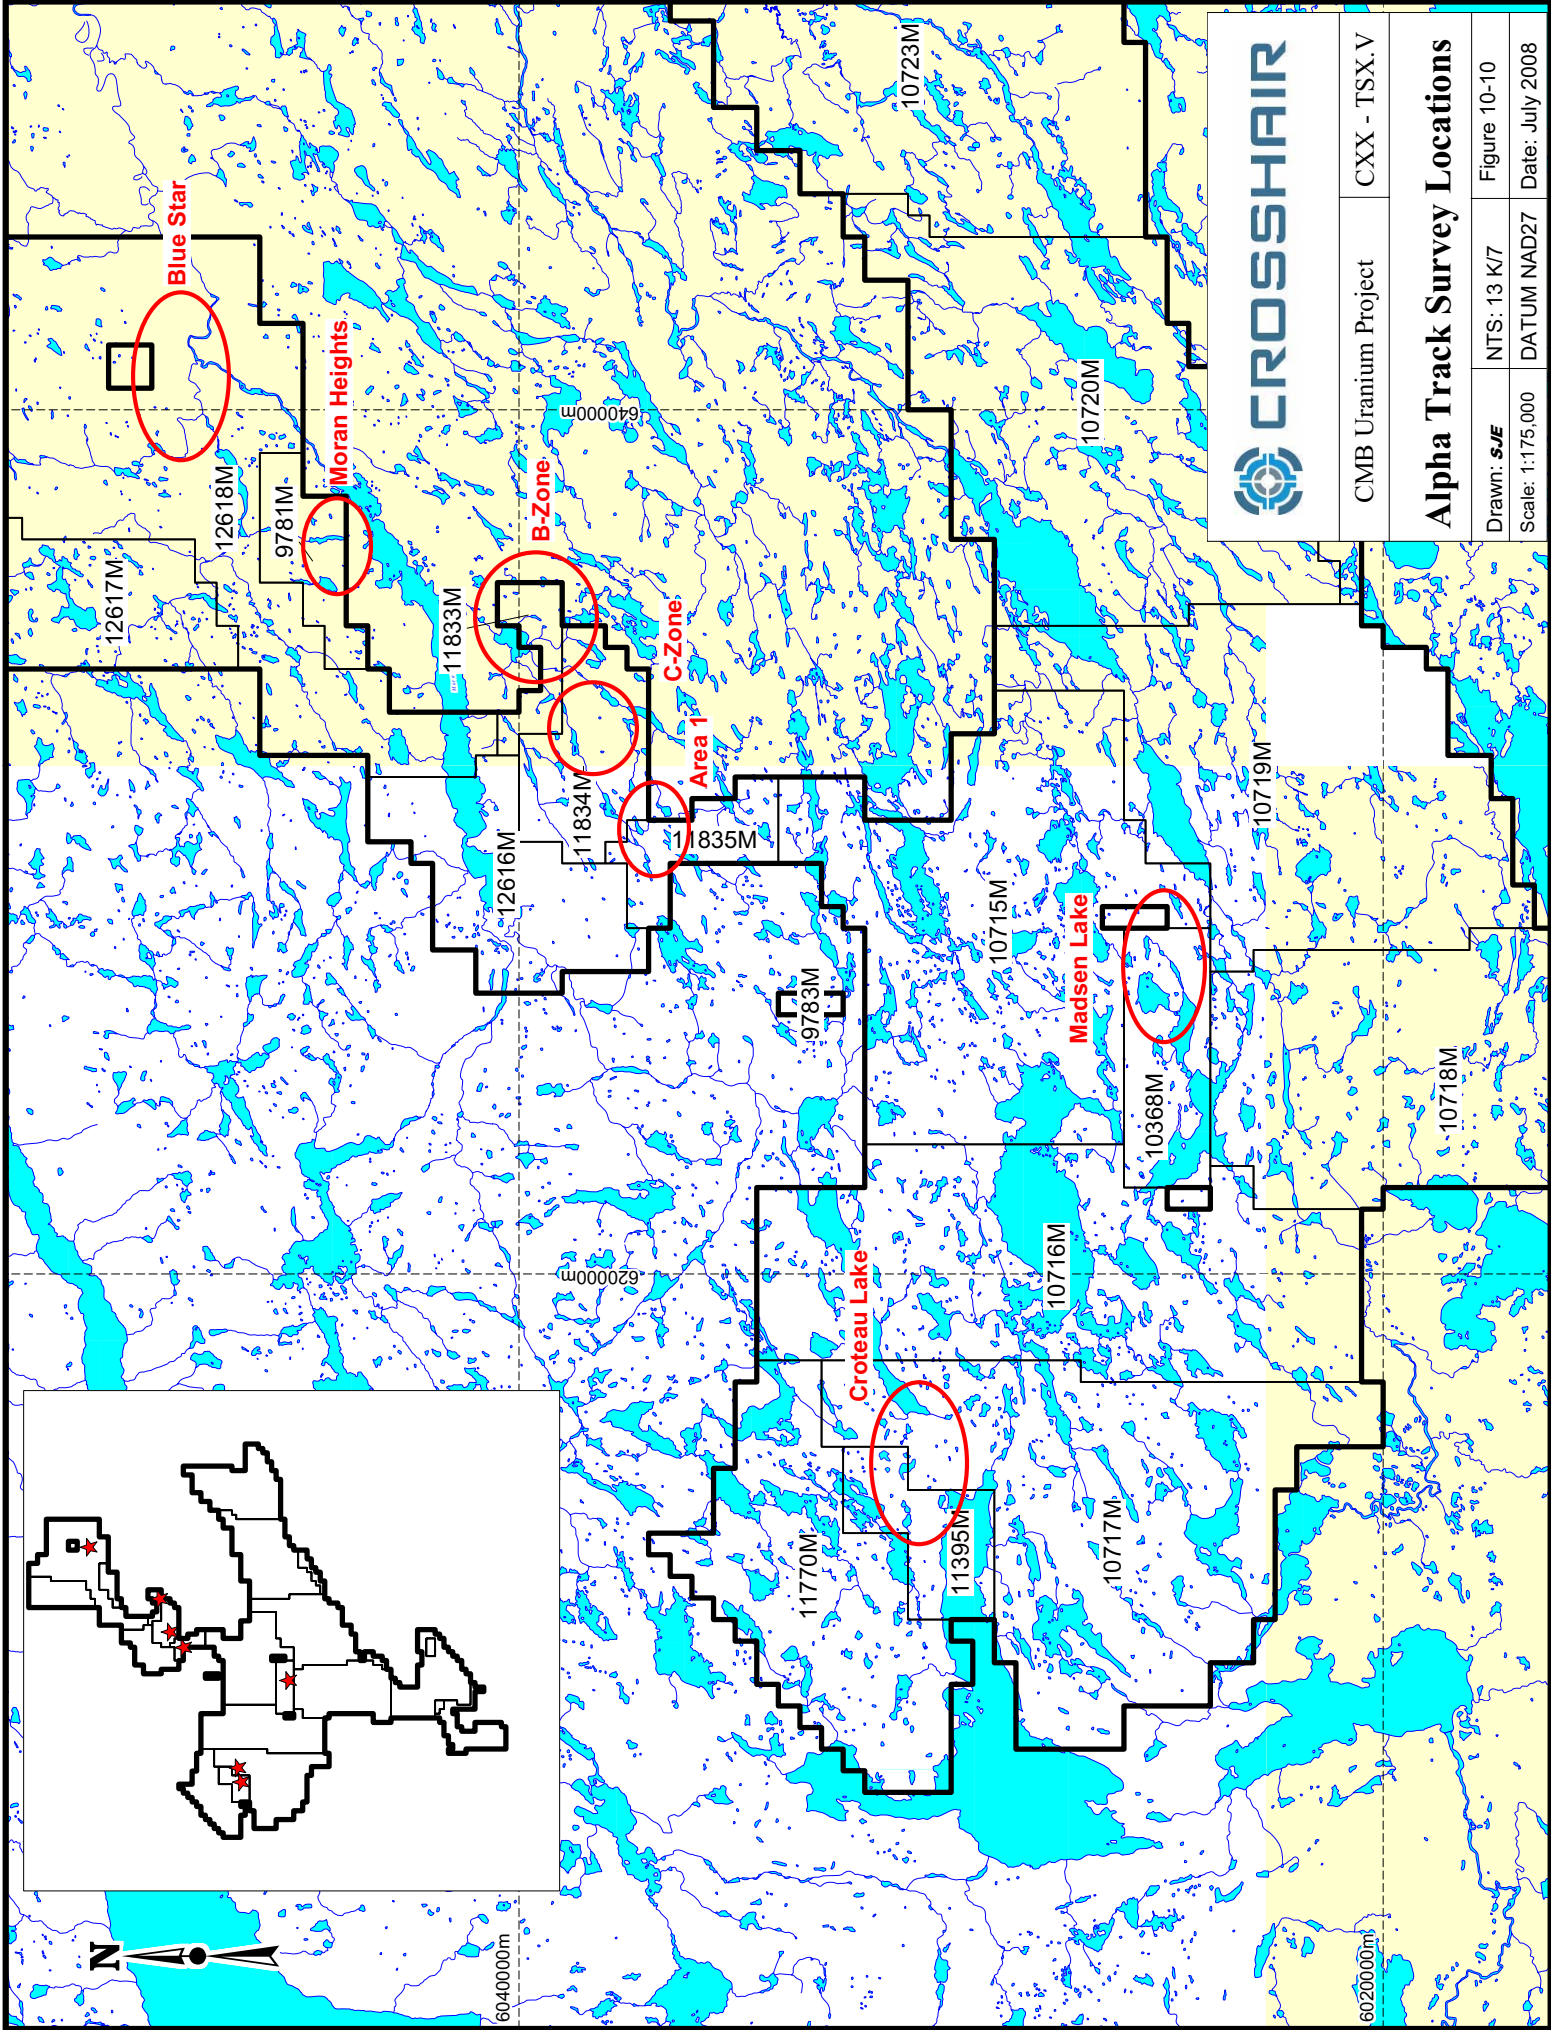 N
Blue Star
12617M
12618M
9781M
Moran Heights
11833M
B-Zone
6040000m
12616M
640000m
620000m
11834M
C-Zone
Area 1
11835M
10723M
9783M
Croteau Lake
11770M
11395M
10715M
10716M
Madsen Lake
10720M
10717M
10368M
10719M
6020000m
10718M
CROSSHAIR
CMB Uranium Project
CXX - TSX.V
Alpha Track Survey Locations
Drawn: SJE
NTS: 13 K/7
Figure 10-10
Scale: 1:175,000
DATUM NAD27
Date: July 2008